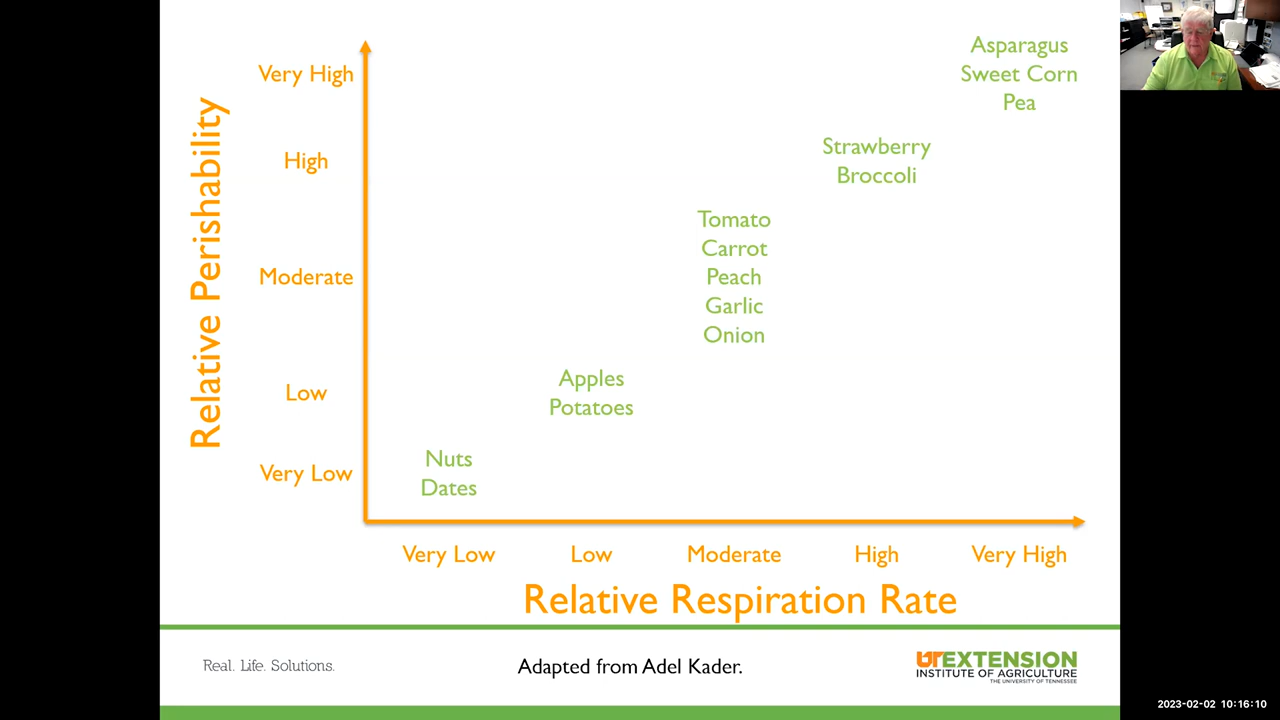 Relative Perishability
Very High
High
Moderate
Low
Very Low
Asparagus
Sweet Corn
Pea
Strawberry
Broccoli
Tomato
Carrot
Peach
Garlic
Onion
Apples
Potatoes
Nuts
Dates
Very Low
Low
Moderate
High
Very High
Relative Respiration Rate
Real. Life. Solutions.
Adapted from Adel Kader.
UT EXTENSION
INSTITUTE OF AGRICULTURE
THE UNIVERSITY OF TENNESSEE
2023-02-02 10:16:10